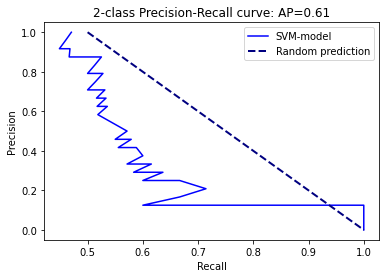 2-class Precision-Recall curve: AP=0.61
SVM-model
Random prediction
Precision
1.0
0.8
0.6
0.4
0.2
0.0
0.5 0.6 0.7 0.8 0.9 1.0
Recall